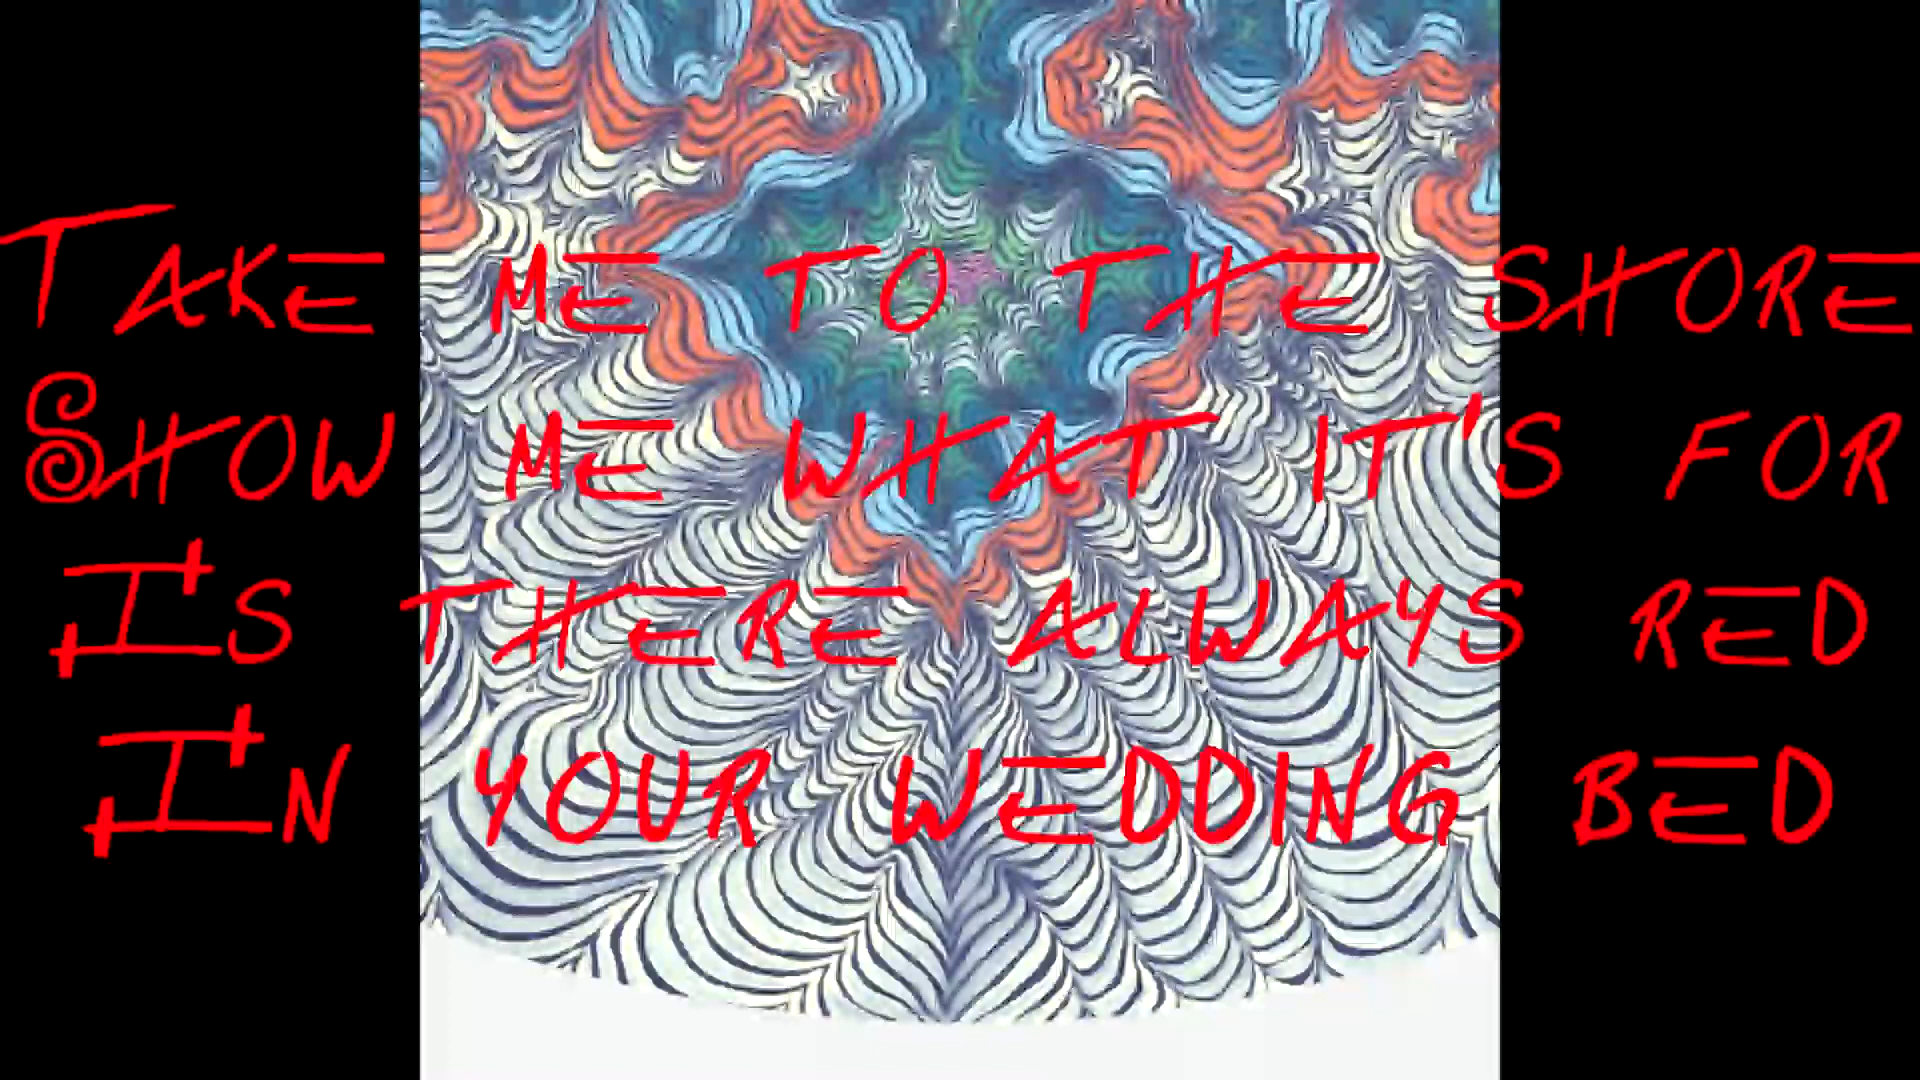 Take me to the shore
Show me what it's for
Is there always red
In your wedding bed